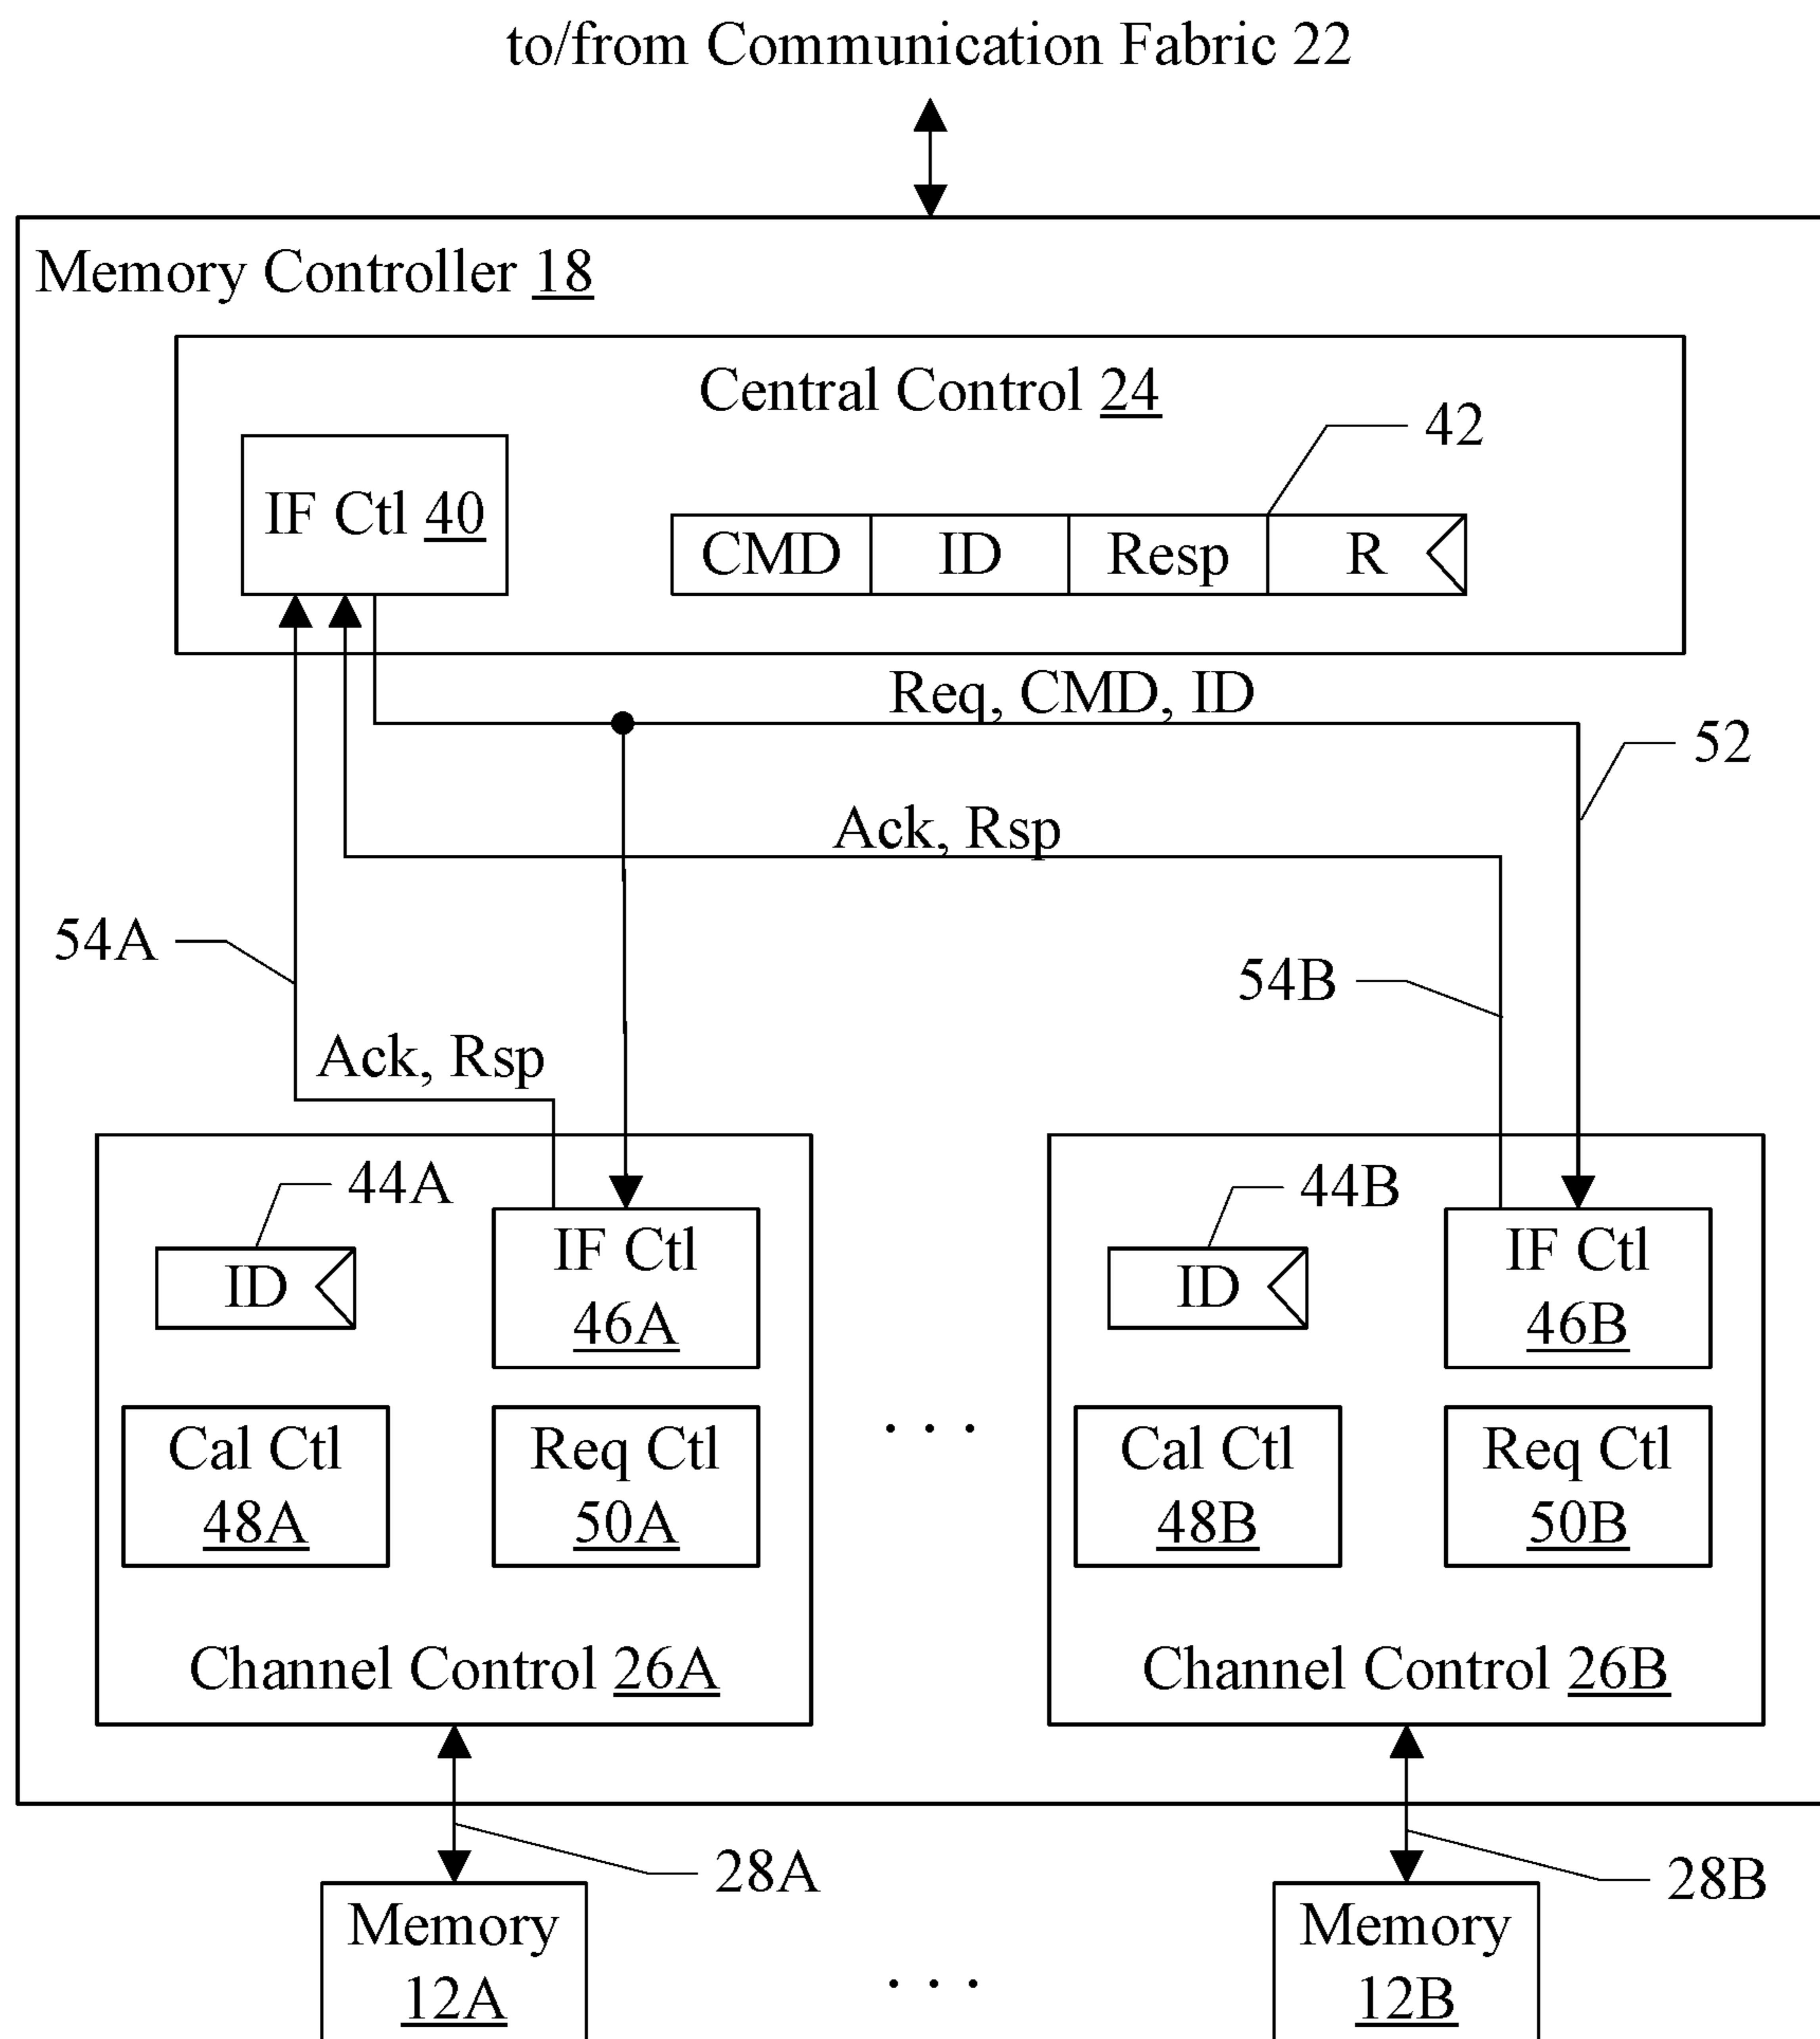 to/from Communication Fabric 22
Memory Controller 18
Central Control 24
42
IF Ctl 40
CMD ID Resp R
Req, CMD, ID
52
Ack, Rsp
54A
54B
Ack, Rsp
44A
44B
ID
IF Ctl
46A
ID
IF Ctl
46B
Cal Ctl
48A
Req Ctl
50A
. . .
Cal Ctl
48B
Req Ctl
50B
Channel Control 26A
Channel Control 26B
28A
28B
Memory
12A
. . .
Memory
12B